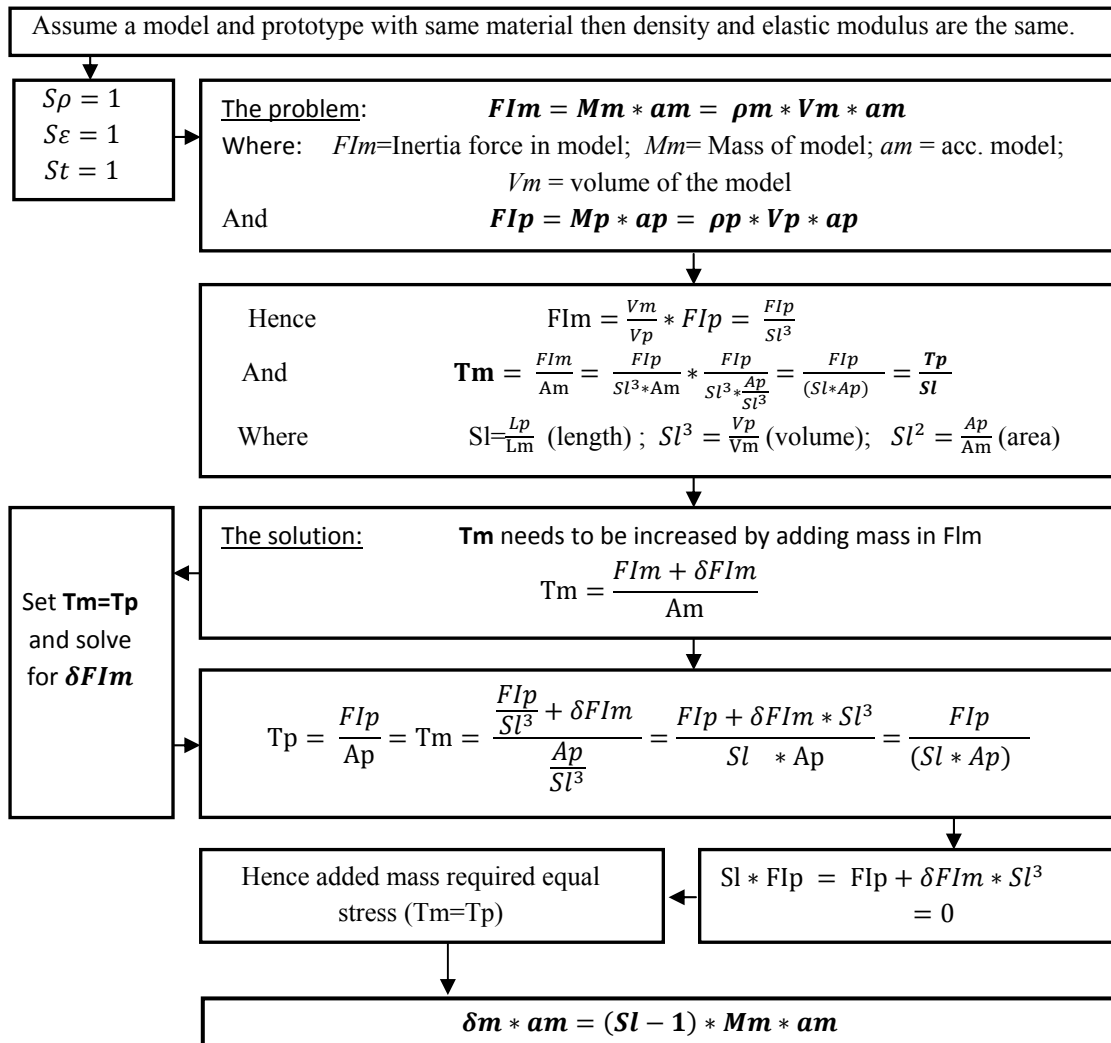 Assume a model and prototype with same material then density and elastic modulus are the same.
Sρ = 1
Sε = 1
St = 1
The problem: FIm = Mm ∗ am = ρm ∗ Vm ∗ am
Where: FIm=Inertia force in model; Mm= Mass of model; am = acc. model;
Vm = volume of the model
And FIp = Mp ∗ ap = ρp ∗ Vp ∗ ap
Hence FIm = Vm/Vp ∗ FIp = FIp/Sl³
And Tm = FIm/Am = FIp/(Sl³∗Am) ∗ FIp/(Sl³∗(Ap/Sl³)) = FIp/(Sl∗Ap) = Tp/Sl
Where Sl=Lp/Lm (length) ; Sl³ = Vp/Vm (volume); Sl² = Ap/Am (area)
The solution: Tm needs to be increased by adding mass in Flm
Tm = (FIm + δFIm)/Am
Set Tm=Tp
and solve
for δFIm
Tp = FIp/Ap = Tm = (FIp/Sl³ + δFIm)/(Ap/Sl³) = (FIp + δFIm ∗ Sl³)/(Sl ∗ Ap) = FIp/(Sl ∗ Ap)
Sl ∗ FIp = FIp + δFIm ∗ Sl³
= 0
Hence added mass required equal
stress (Tm=Tp)
δm ∗ am = (Sl − 1) ∗ Mm ∗ am